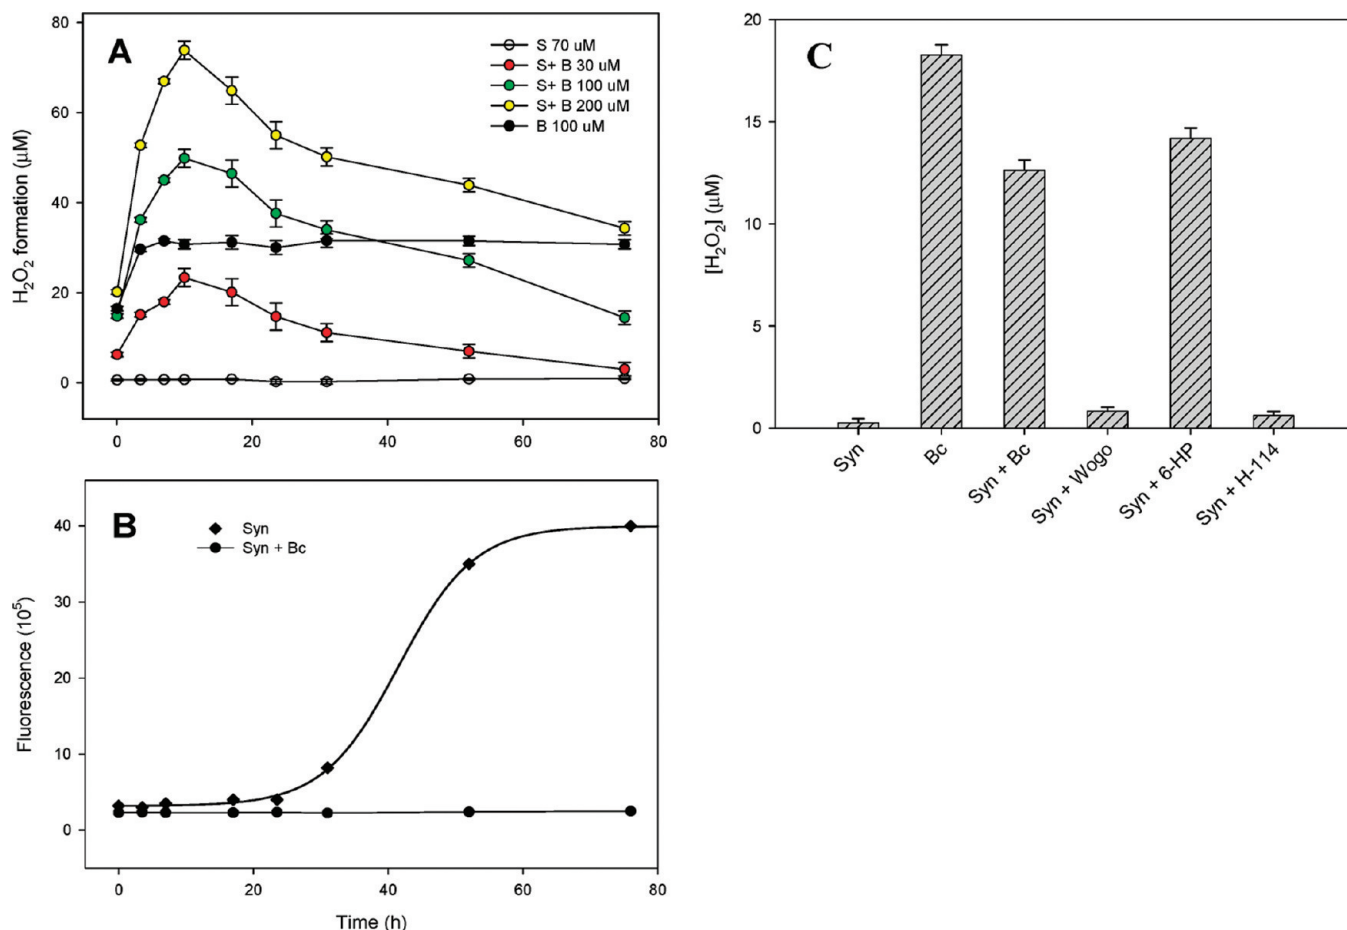 A
S 70 uM
S+ B 30 uM
S+ B 100 uM
S+ B 200 uM
B 100 uM
H₂O₂ formation (μM)
80
60
40
20
0
0 20 40 60 80
B
Syn
Syn + Bc
Fluorescence (10⁵)
40
30
20
10
0
0 20 40 60 80
Time (h)
C
[H₂O₂] (μM)
20
15
10
5
0
Syn
Bc
Syn + Bc
Syn + Wogo
Syn + 6-HP
Syn + H-114